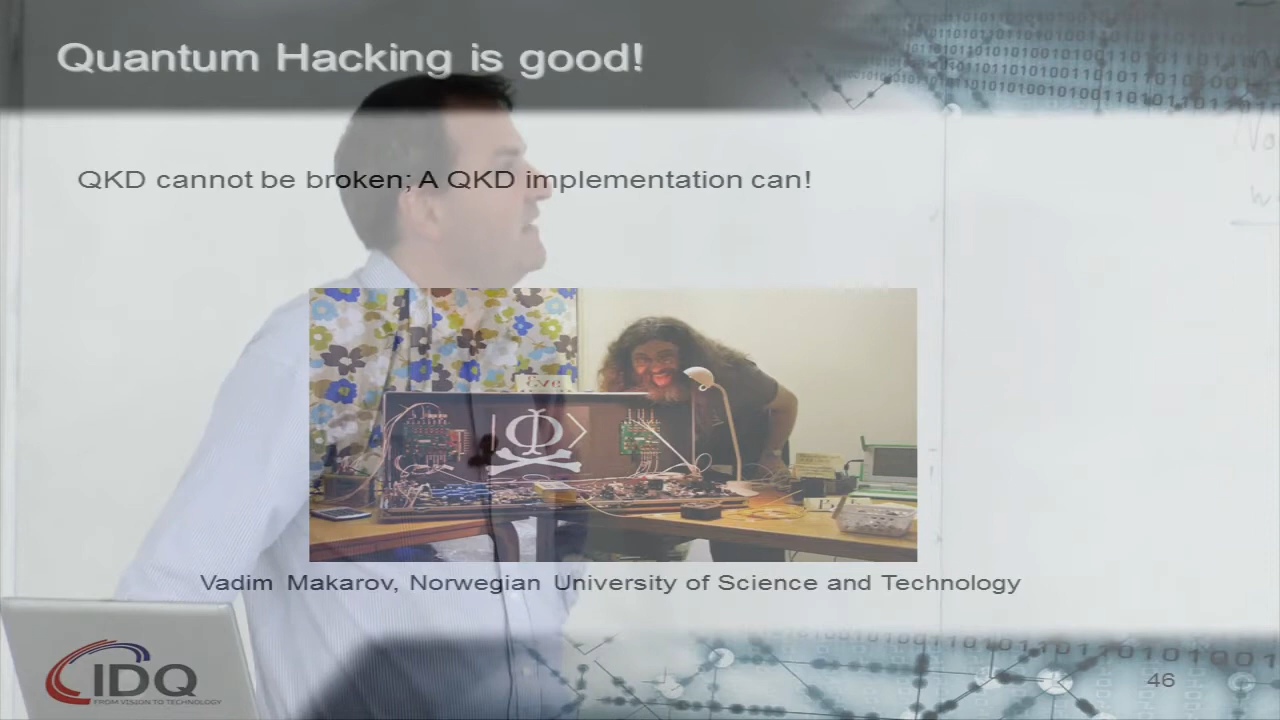 Quantum Hacking is good!
QKD cannot be broken; A QKD implementation can!
Eve
|Φ⟩
Vadim Makarov, Norwegian University of Science and Technology
IDQ
FROM VISION TO TECHNOLOGY
46